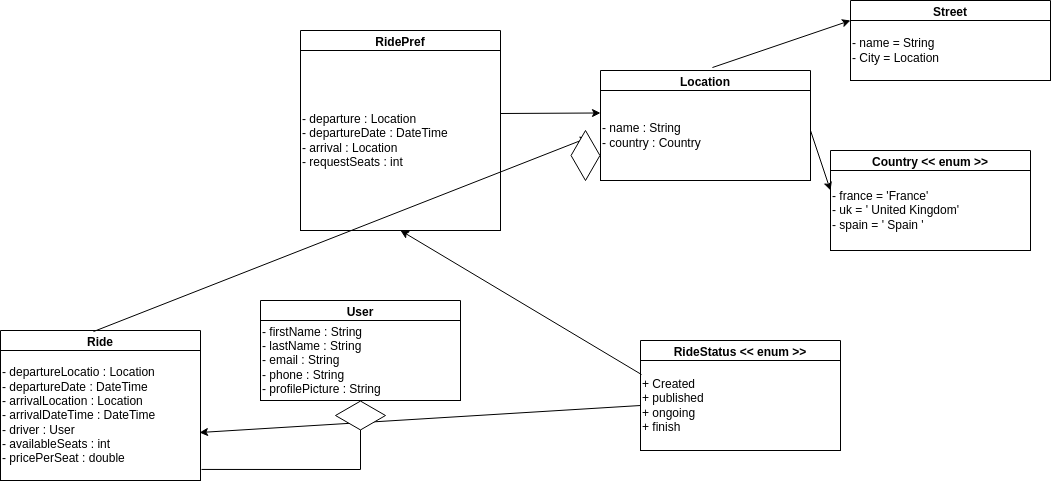 Street
- name = String
- City = Location
RidePref
- departure : Location
- departureDate : DateTime
- arrival : Location
- requestSeats : int
Location
- name : String
- country : Country
Country << enum >>
- france = 'France'
- uk = ' United Kingdom'
- spain = ' Spain '
User
- firstName : String
- lastName : String
- email : String
- phone : String
- profilePicture : String
Ride
- departureLocatio : Location
- departureDate : DateTime
- arrivalLocation : Location
- arrivalDateTime : DateTime
- driver : User
- availableSeats : int
- pricePerSeat : double
RideStatus << enum >>
+ Created
+ published
+ ongoing
+ finish